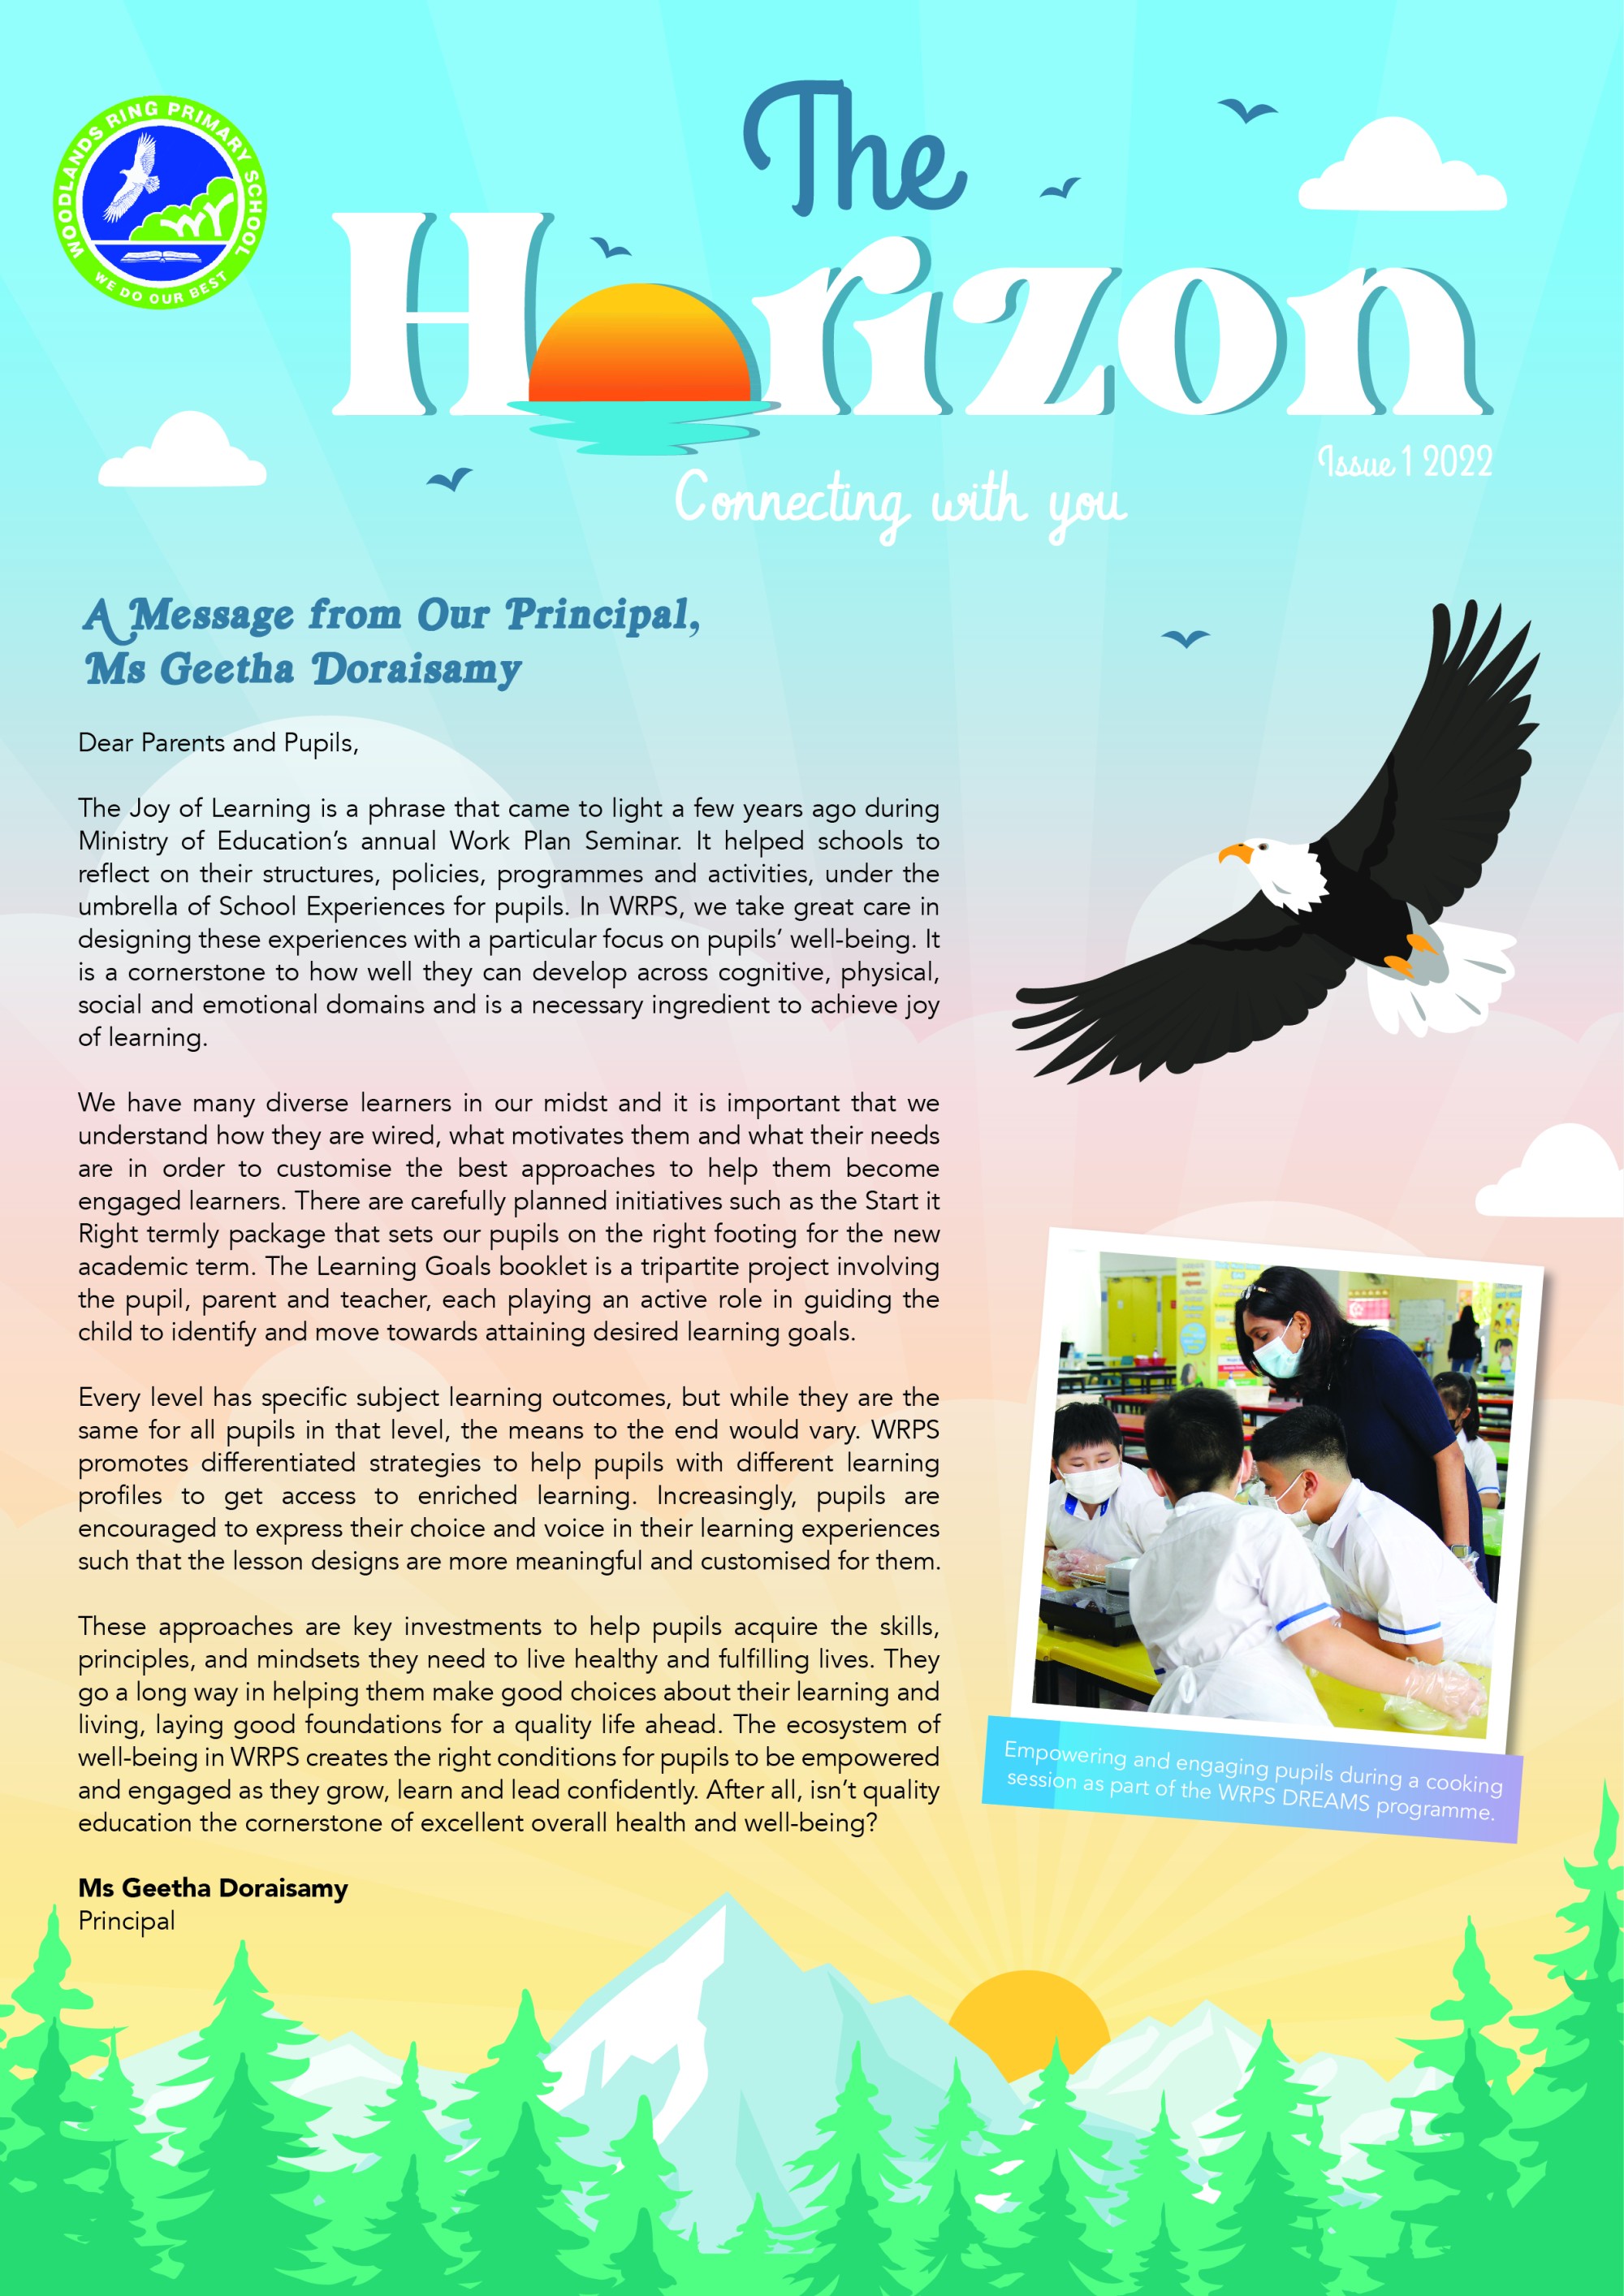 WOODLANDS RING PRIMARY SCHOOL
WE DO OUR BEST
The
Horizon
Issue 1 2022
Connecting with you
A Message from Our Principal,
Ms Geetha Doraisamy
Dear Parents and Pupils,
The Joy of Learning is a phrase that came to light a few years ago during
Ministry of Education’s annual Work Plan Seminar. It helped schools to
reflect on their structures, policies, programmes and activities, under the
umbrella of School Experiences for pupils. In WRPS, we take great care in
designing these experiences with a particular focus on pupils’ well-being. It
is a cornerstone to how well they can develop across cognitive, physical,
social and emotional domains and is a necessary ingredient to achieve joy
of learning.
We have many diverse learners in our midst and it is important that we
understand how they are wired, what motivates them and what their needs
are in order to customise the best approaches to help them become
engaged learners. There are carefully planned initiatives such as the Start it
Right termly package that sets our pupils on the right footing for the new
academic term. The Learning Goals booklet is a tripartite project involving
the pupil, parent and teacher, each playing an active role in guiding the
child to identify and move towards attaining desired learning goals.
Every level has specific subject learning outcomes, but while they are the
same for all pupils in that level, the means to the end would vary. WRPS
promotes differentiated strategies to help pupils with different learning
profiles to get access to enriched learning. Increasingly, pupils are
encouraged to express their choice and voice in their learning experiences
such that the lesson designs are more meaningful and customised for them.
These approaches are key investments to help pupils acquire the skills,
principles, and mindsets they need to live healthy and fulfilling lives. They
go a long way in helping them make good choices about their learning and
living, laying good foundations for a quality life ahead. The ecosystem of
well-being in WRPS creates the right conditions for pupils to be empowered
and engaged as they grow, learn and lead confidently. After all, isn’t quality
education the cornerstone of excellent overall health and well-being?
Ms Geetha Doraisamy
Principal
Empowering and engaging pupils during a cooking
session as part of the WRPS DREAMS programme.